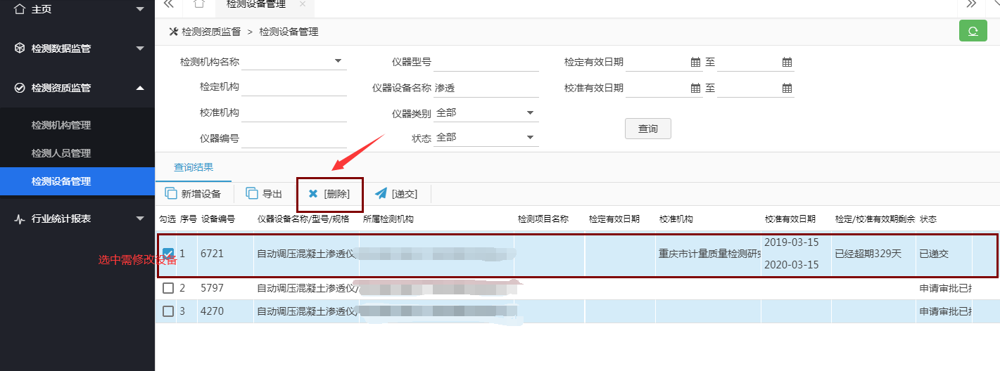 主页
检测数据监管
检测资质监管
检测机构管理
检测人员管理
检测设备管理
行业统计报表
检测设备管理 ×
检测资质监督 > 检测设备管理
检测机构名称 仪器型号 检定有效日期 至
检定机构 仪器设备名称 渗透 校准有效日期 至
校准机构 仪器类别 全部 查询
仪器编号 状态 全部
查询结果
新增设备 导出 [删除] [递交]
勾选 序号 设备编号 仪器设备名称/型号/规格 所属检测机构 检测项目名称 检定有效日期 校准机构 校准有效日期 检定/校准有效期剩余 状态
选中需修改设备
1 6721 自动调压混凝土渗透仪/ 重庆市计量质量检测研究 2019-03-15 已经超期329天 已递交
2020-03-15
2 5797 自动调压混凝土渗透仪/ 申请审批已
3 4270 自动调压混凝土渗透仪/ 申请审批已